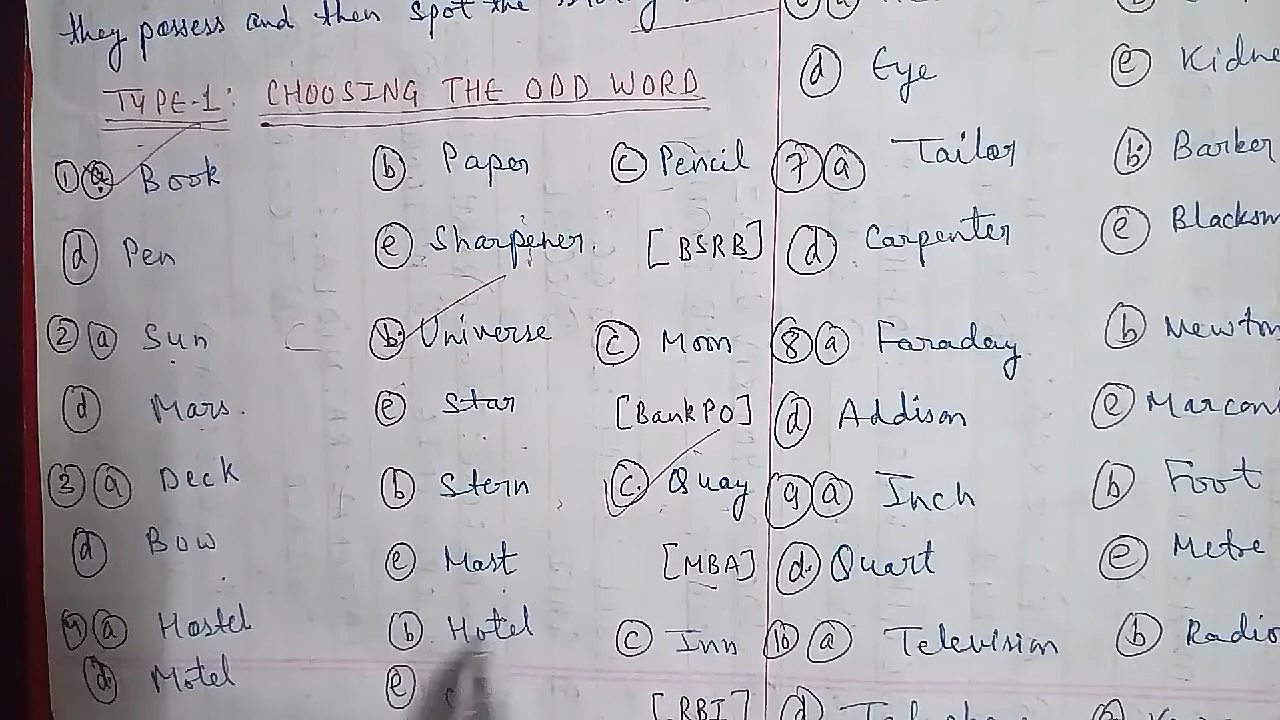 they possess and then spot the
TYPE-1: CHOOSING THE ODD WORD
1 a Book b Paper c Pencil
d Pen e Sharpener. [BSRB]
2 a Sun b Universe c Moon
d Mars. e Star [Bank PO]
3 a Deck b Stern c Quay
d Bow e Mast [MBA]
4 a Hostel b Hotel c Inn
d Motel e [RBI]
d Eye e Kidne
7 a Tailor b Barker
d Carpenter e Blacksm
8 a Faraday. b Newton
d Addison e Marconi
9 a Inch b Foot
d. Quart e Metre
10 a Television b Radio
d